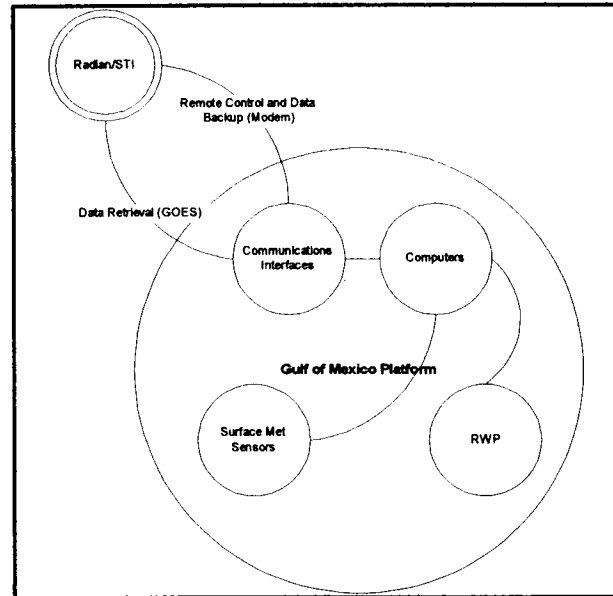 Radian/STI
Remote Control and Data
Backup (Modem)
Data Retrieval (GOES)
Communications
Interfaces
Computers
Gulf of Mexico Platform
Surface Met
Sensors
RWP